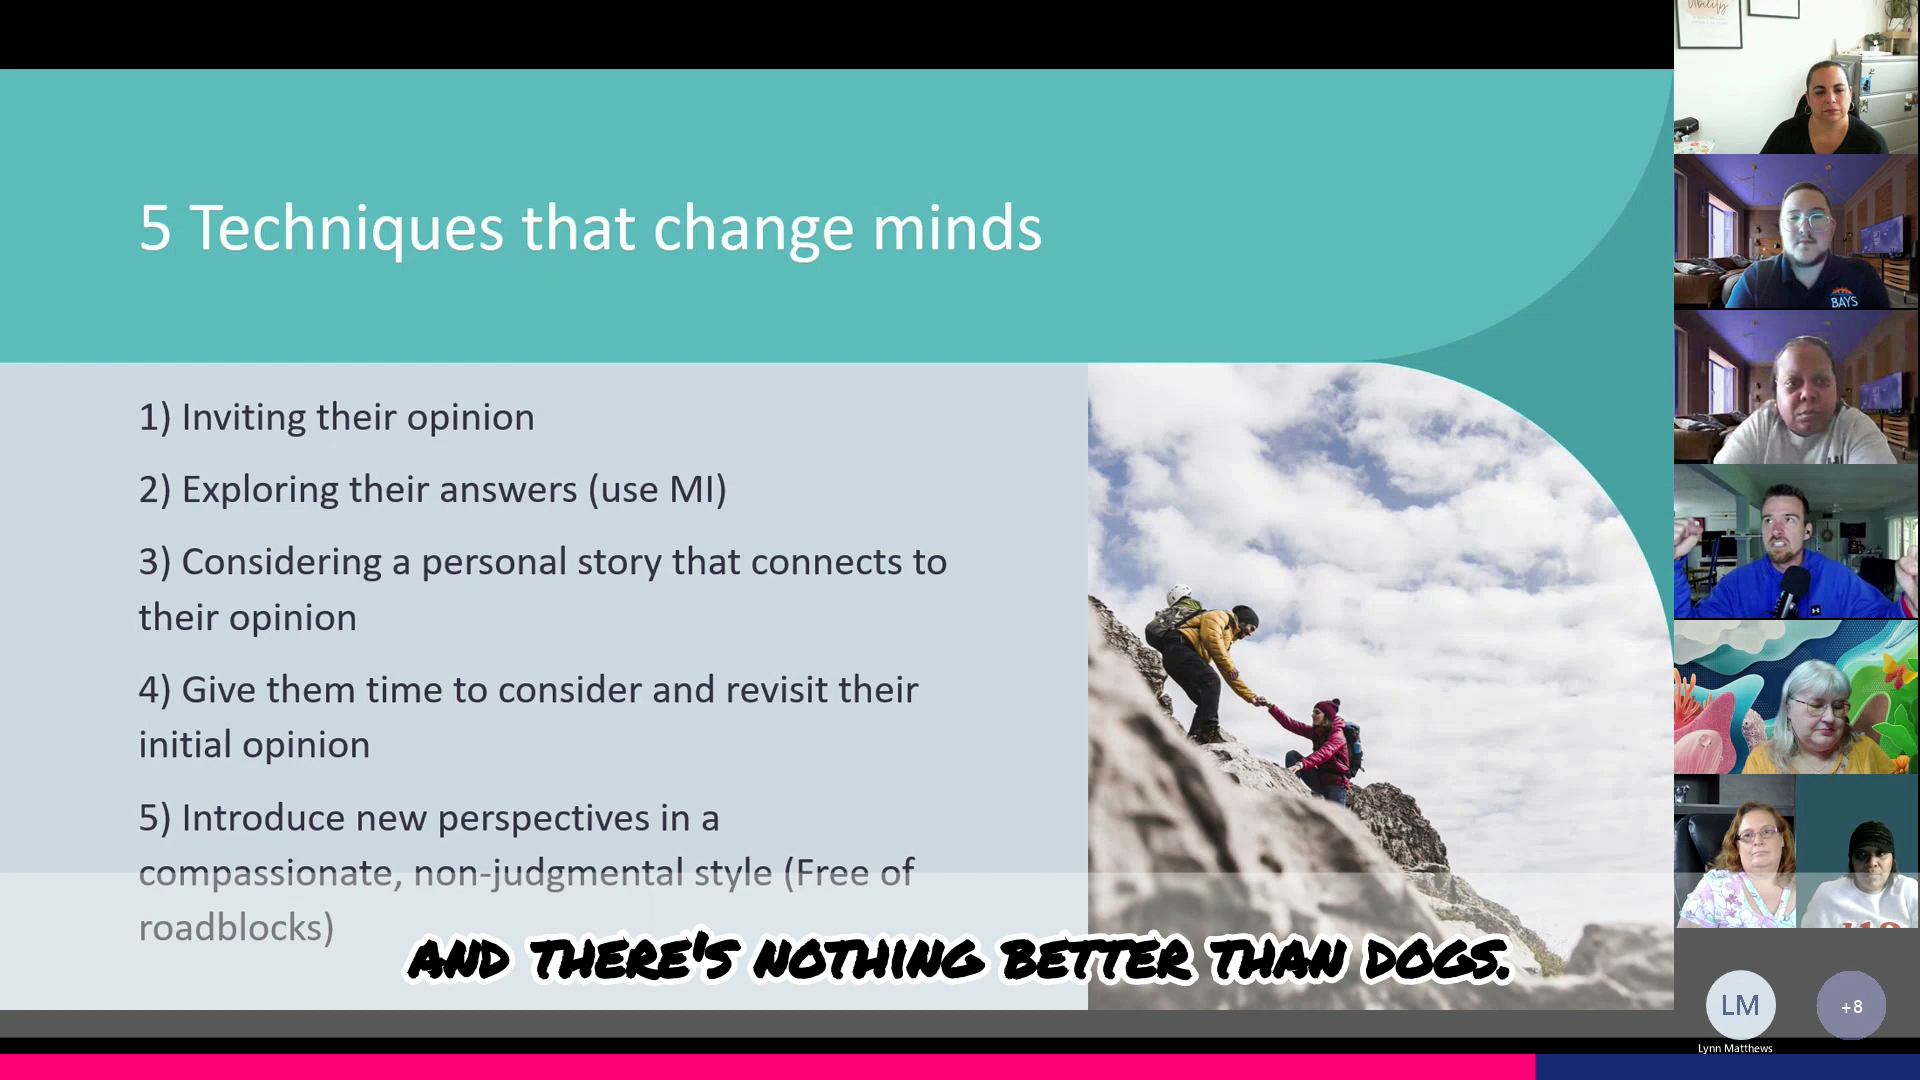 5 Techniques that change minds
1) Inviting their opinion
2) Exploring their answers (use MI)
3) Considering a personal story that connects to
their opinion
4) Give them time to consider and revisit their
initial opinion
5) Introduce new perspectives in a
compassionate, non-judgmental style (Free of
roadblocks)
AND THERE'S NOTHING BETTER THAN DOGS.
Ability
BAYS
LM
+8
Lynn Matthews